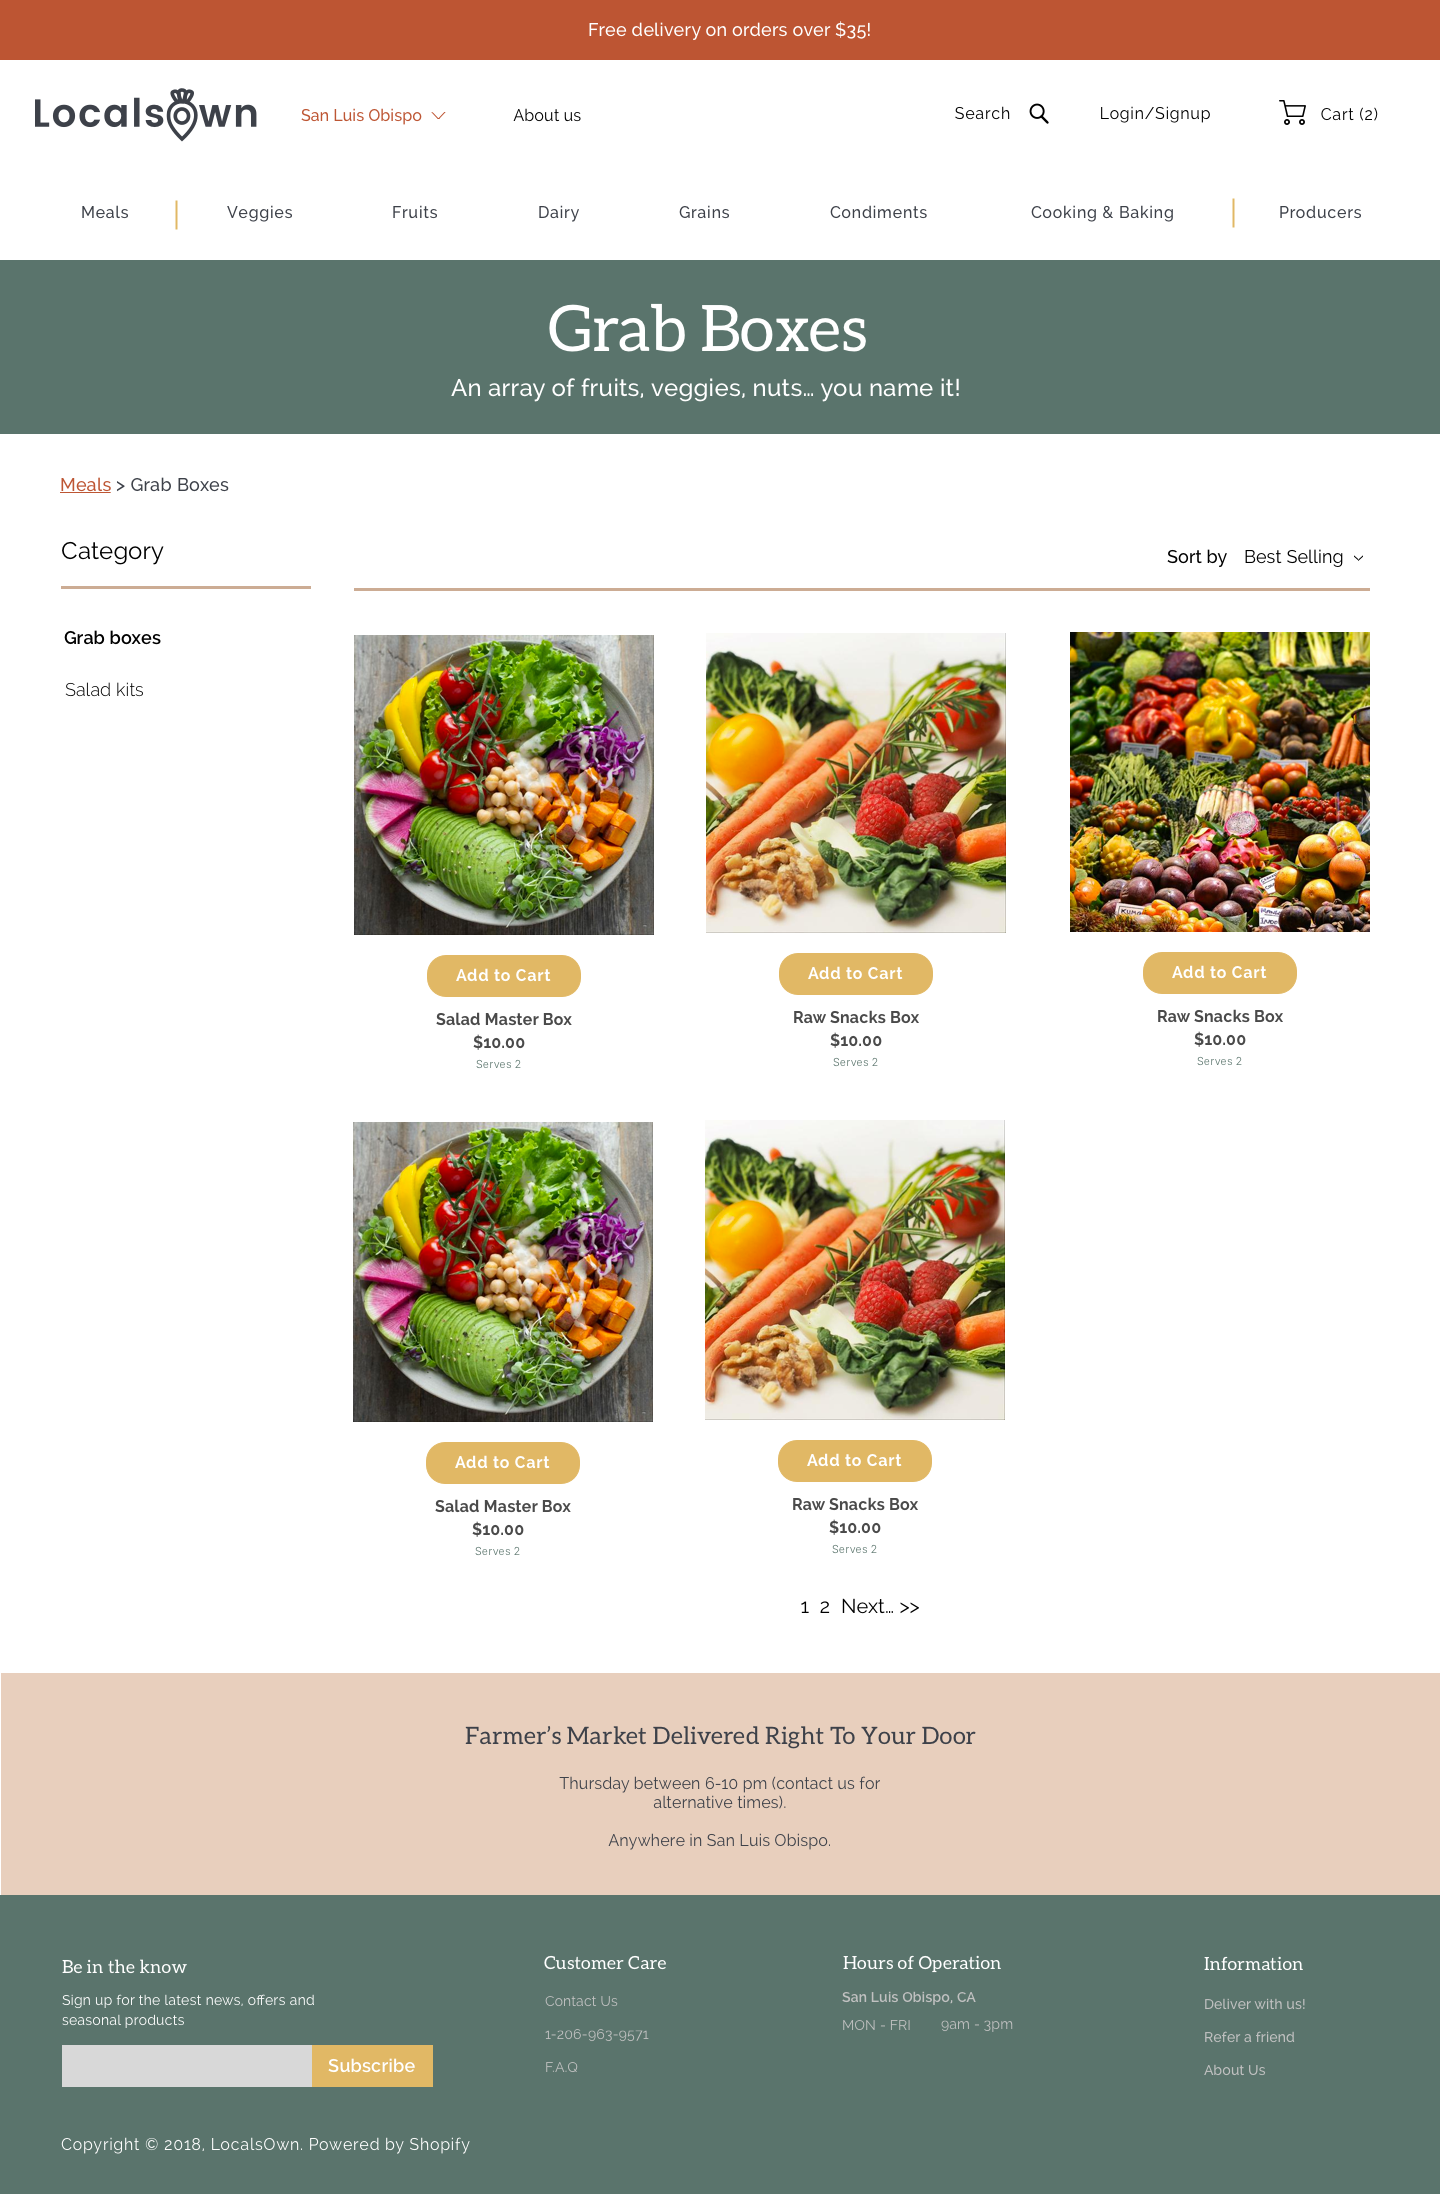 Free delivery on orders over $35!
LocalsOwn
San Luis Obispo
About us
Search
Login/Signup
Cart (2)
Meals
Veggies
Fruits
Dairy
Grains
Condiments
Cooking & Baking
Producers
Grab Boxes
An array of fruits, veggies, nuts... you name it!
Meals > Grab Boxes
Category
Sort by Best Selling
Grab boxes
Salad kits
KUMA
Add to Cart
Salad Master Box
$10.00
Serves 2
Add to Cart
Raw Snacks Box
$10.00
Serves 2
Add to Cart
Raw Snacks Box
$10.00
Serves 2
Add to Cart
Salad Master Box
$10.00
Serves 2
Add to Cart
Raw Snacks Box
$10.00
Serves 2
1 2 Next... >>
Farmer's Market Delivered Right To Your Door
Thursday between 6-10 pm (contact us for
alternative times).
Anywhere in San Luis Obispo.
Be in the know
Sign up for the latest news, offers and
seasonal products
Subscribe
Customer Care
Contact Us
1-206-963-9571
F.A.Q
Hours of Operation
San Luis Obispo, CA
MON - FRI 9am - 3pm
Information
Deliver with us!
Refer a friend
About Us
Copyright © 2018, LocalsOwn. Powered by Shopify